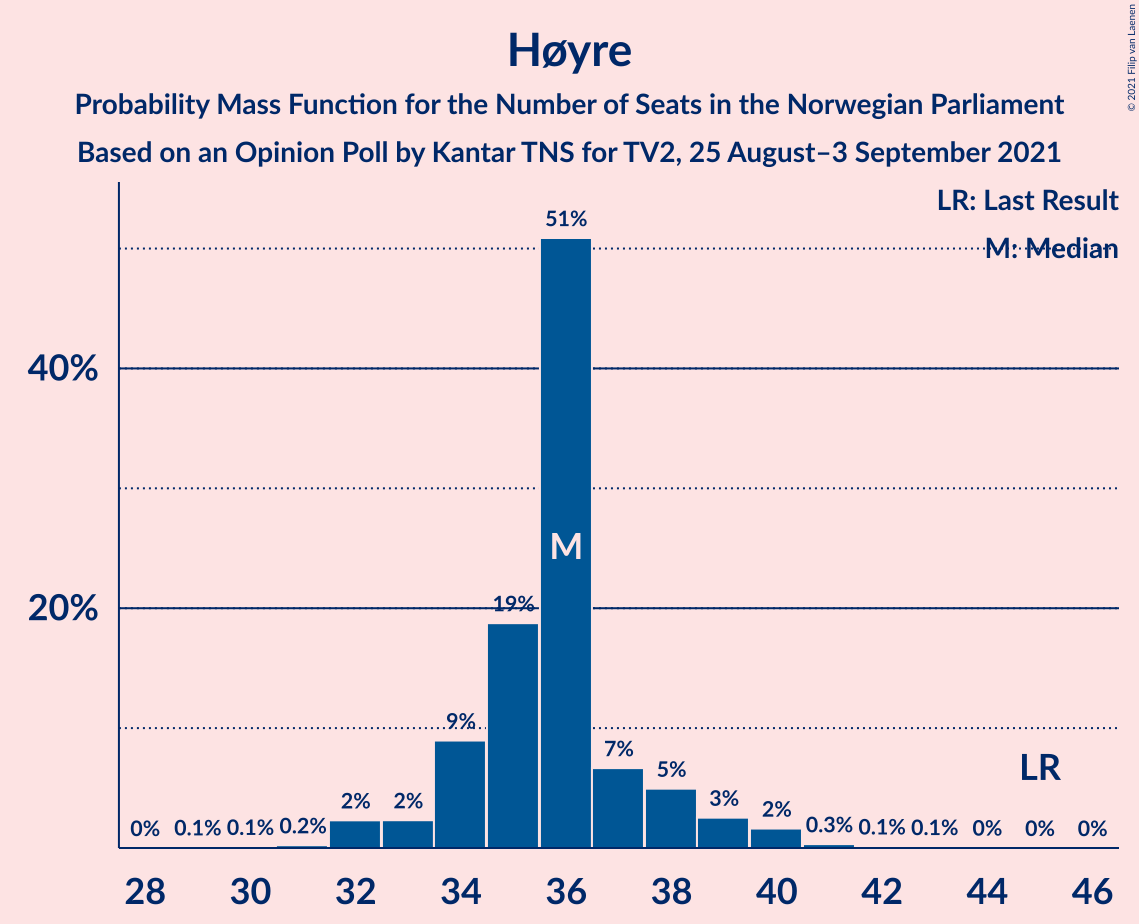 Høyre
Probability Mass Function for the Number of Seats in the Norwegian Parliament
Based on an Opinion Poll by Kantar TNS for TV2, 25 August–3 September 2021
© 2021 Filip van Laenen
LR: Last Result
M: Median
40%
20%
0% 0.1% 0.1% 0.2% 2% 2% 9% 19% 51% 7% 5% 3% 2% 0.3% 0.1% 0.1% 0% 0% 0%
M
LR
28 30 32 34 36 38 40 42 44 46